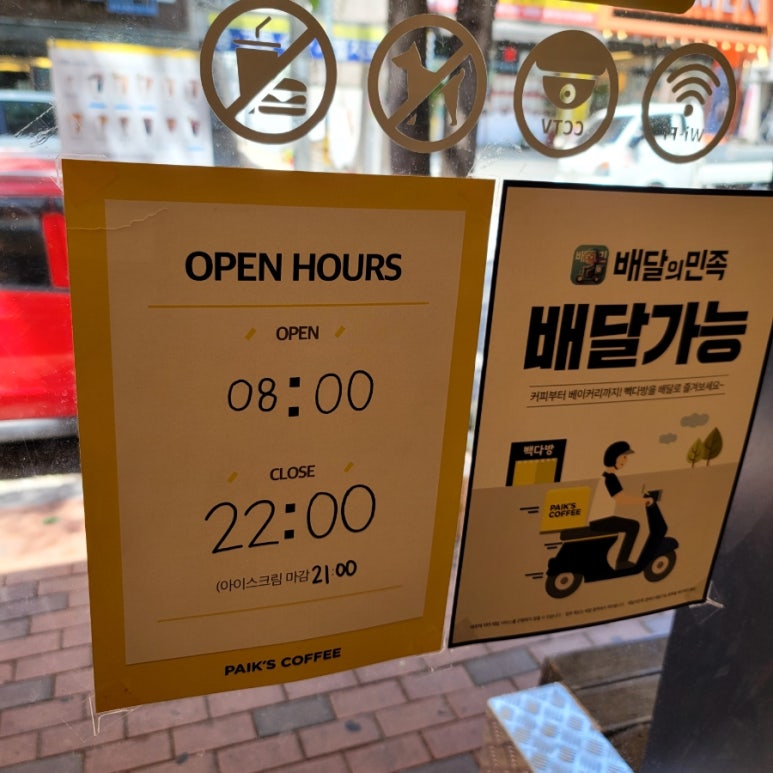 CCTV
Wi-Fi
OPEN HOURS
OPEN
08:00
CLOSE
22:00
(아이스크림 마감 21:00
PAIK'S COFFEE
배달의민족
배달가능
커피부터 베이커리까지! 빽다방을 배달로 즐겨보세요~
빽다방
PAIK'S
COFFEE